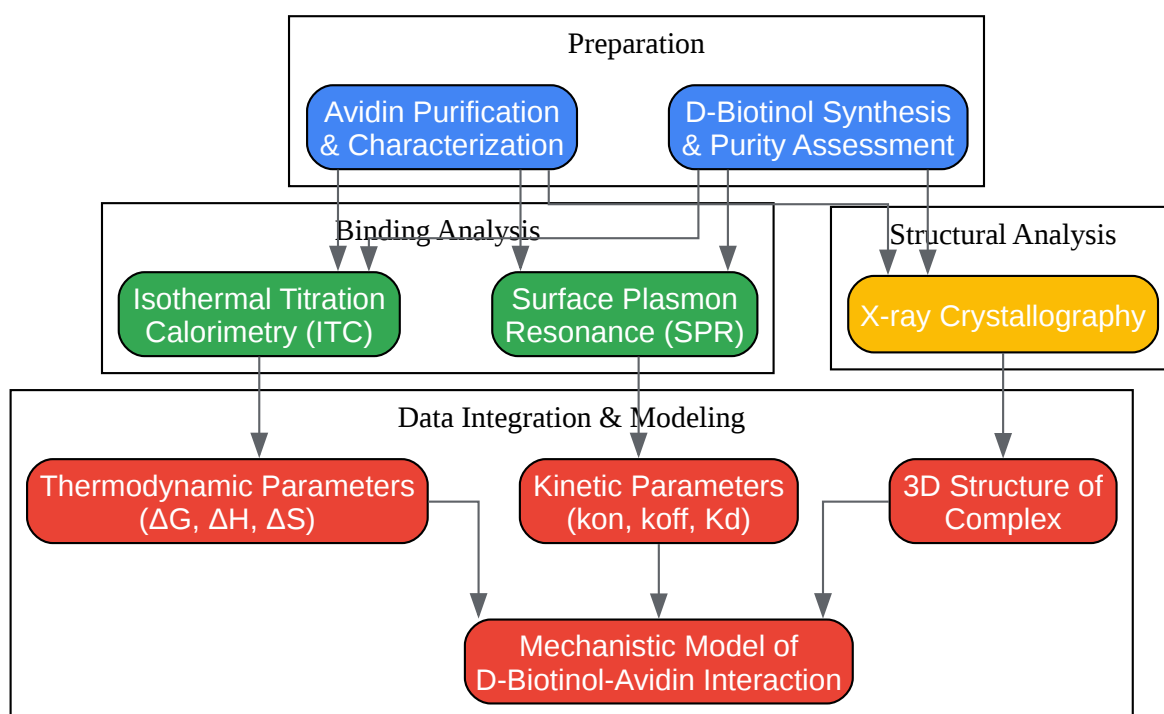 Preparation
Avidin Purification
& Characterization
D-Biotinol Synthesis
& Purity Assessment
Binding Analysis
Isothermal Titration
Calorimetry (ITC)
Surface Plasmon
Resonance (SPR)
Structural Analysis
X-ray Crystallography
Data Integration & Modeling
Thermodynamic Parameters
(ΔG, ΔH, ΔS)
Kinetic Parameters
(kon, koff, Kd)
3D Structure of
Complex
Mechanistic Model of
D-Biotinol-Avidin Interaction